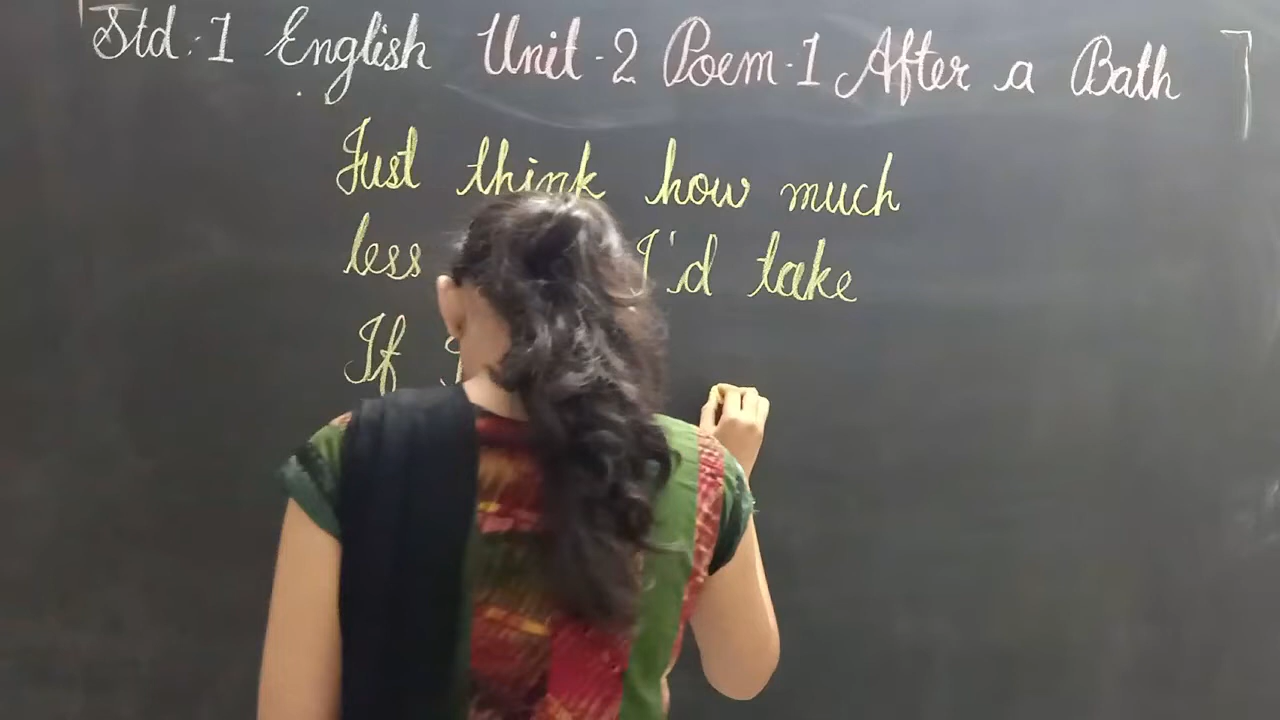 Std.-1 English Unit-2 Poem-1 After a Bath
Just think how much
less I'd take
If